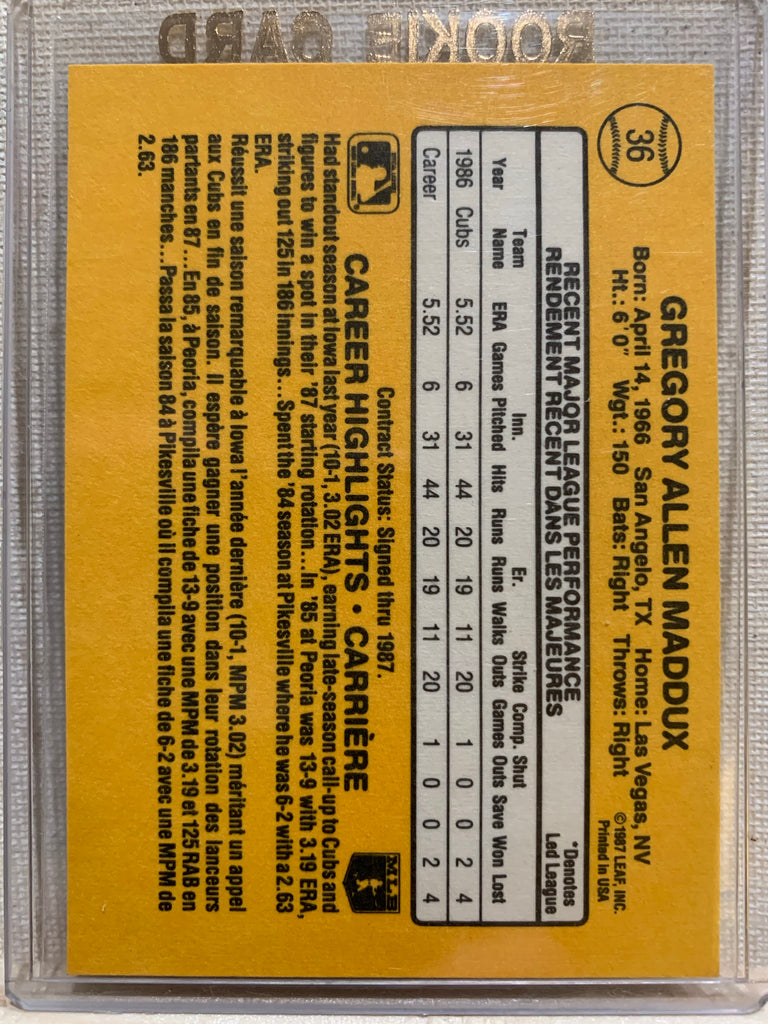 ROOKIE CARD
36
GREGORY ALLEN MADDUX
Born: April 14, 1966 San Angelo, TX Home: Las Vegas, NV
Ht.: 6'0" Wgt.: 150 Bats: Right Throws: Right
©1987 LEAF, INC.
Printed in USA
RECENT MAJOR LEAGUE PERFORMANCE
RENDEMENT RÉCENT DANS LES MAJEURES
*Denotes
Led League
Team Inn. Er. Strike Comp. Shut
Year Name ERA Games Pitched Hits Runs Runs Walks Outs Games Outs Save Won Lost
1986 Cubs 5.52 6 31 44 20 19 11 20 1 0 0 2 4
Career 5.52 6 31 44 20 19 11 20 1 0 0 2 4
Contract Status: Signed thru 1987.
CAREER HIGHLIGHTS • CARRIÈRE
MLB
Had standout season at Iowa last year (10-1, 3.02 ERA), earning late-season call-up to Cubs and
figures to win a spot in their '87 starting rotation...In '85 at Peoria was 13-9 with 3.19 ERA,
striking out 125 in 186 innings...Spent the '84 season at Pikesville where he was 6-2 with a 2.63
ERA.
Réussit une saison remarquable à Iowa l'année dernière (10-1, MPM 3.02) méritant un appel
aux Cubs en fin de saison. Il espère gagner une position dans leur rotation des lanceurs
partants en 87...En 85, à Peoria, compila une fiche de 13-9 avec une MPM de 3.19 et 125 RAB en
186 manches...Passa la saison 84 à Pikesville où il compila une fiche de 6-2 avec une MPM de
2.63.